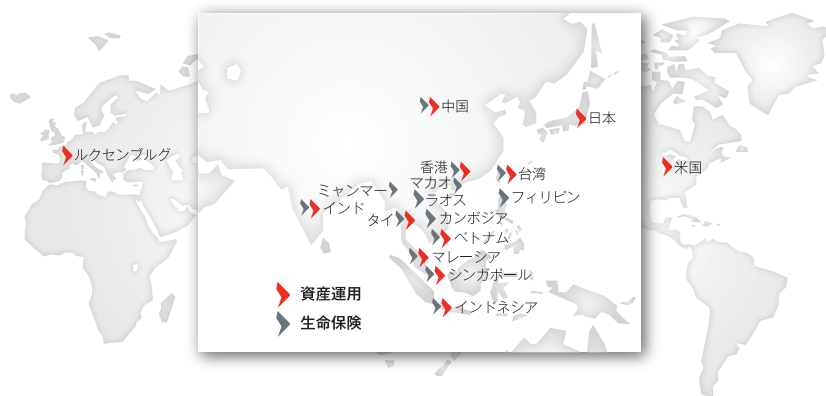 中国
日本
ルクセンブルグ
香港
台湾
米国
マカオ
ミャンマー
ラオス
フィリピン
インド
タイ
カンボジア
ベトナム
マレーシア
シンガポール
資産運用
インドネシア
生命保険